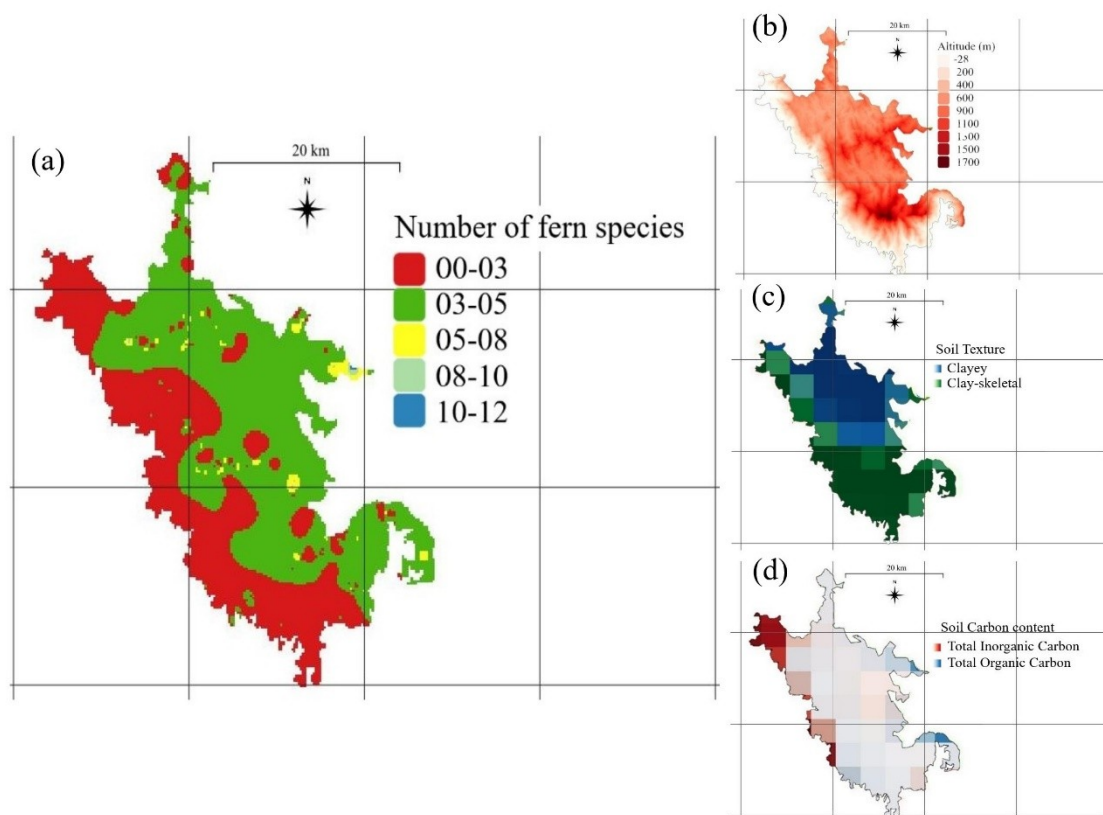 (a)
20 km
N
Number of fern species
00-03
03-05
05-08
08-10
10-12
(b)
20 km
N
Altitude (m)
-28
200
400
600
900
1100
1300
1500
1700
(c)
20 km
N
Soil Texture
Clayey
Clay-skeletal
(d)
20 km
N
Soil Carbon content
Total Inorganic Carbon
Total Organic Carbon